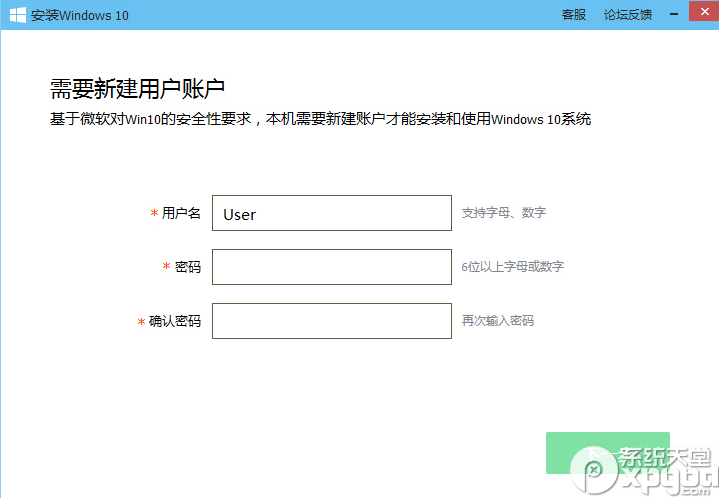 安装Windows 10 客服 论坛反馈
需要新建用户账户
基于微软对Win10的安全性要求，本机需要新建账户才能安装和使用Windows 10系统
* 用户名 User 支持字母、数字
* 密码 6位以上字母或数字
* 确认密码 再次输入密码
系统天堂
xpgod
.com